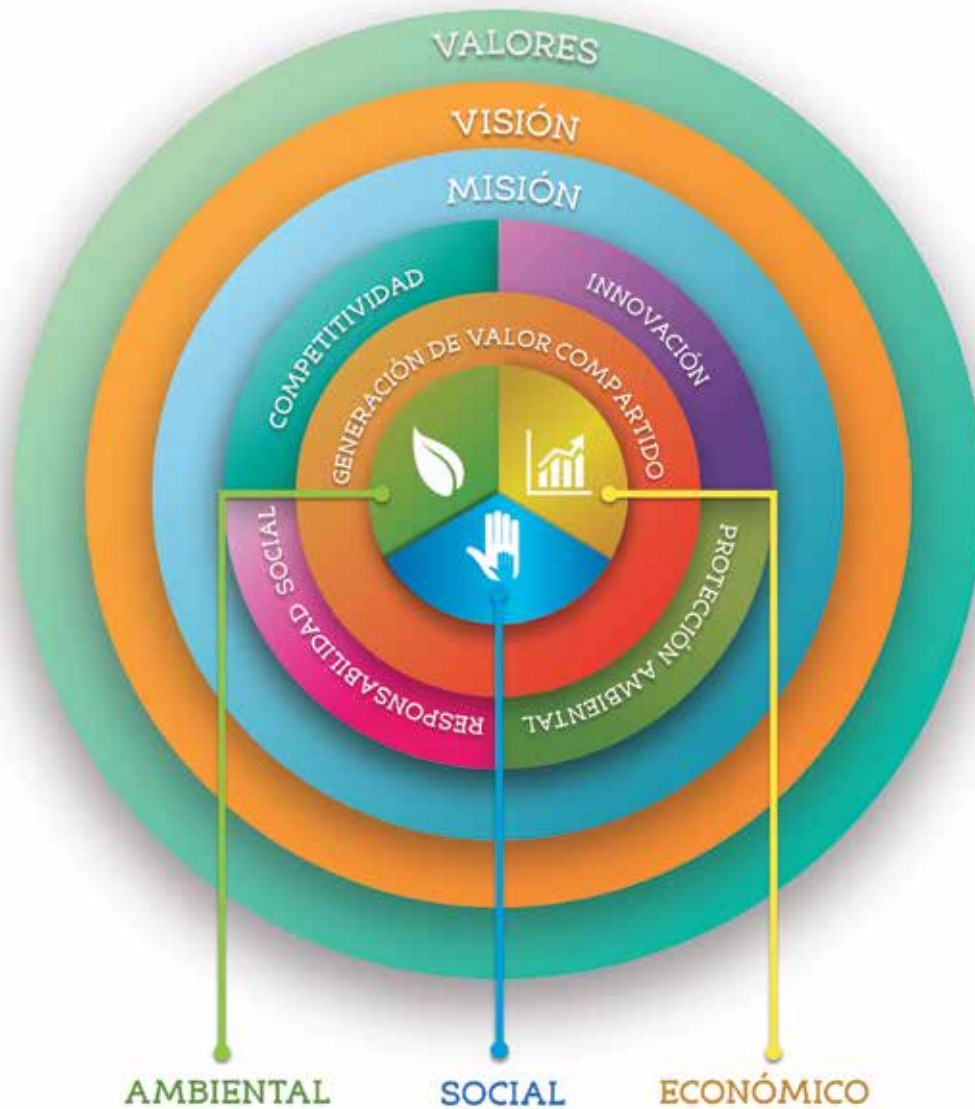 VALORES
VISIÓN
MISIÓN
COMPETITIVIDAD
INNOVACIÓN
GENERACIÓN DE VALOR COMPARTIDO
RESPONSABILIDAD SOCIAL
PROTECCIÓN AMBIENTAL
AMBIENTAL
SOCIAL
ECONÓMICO